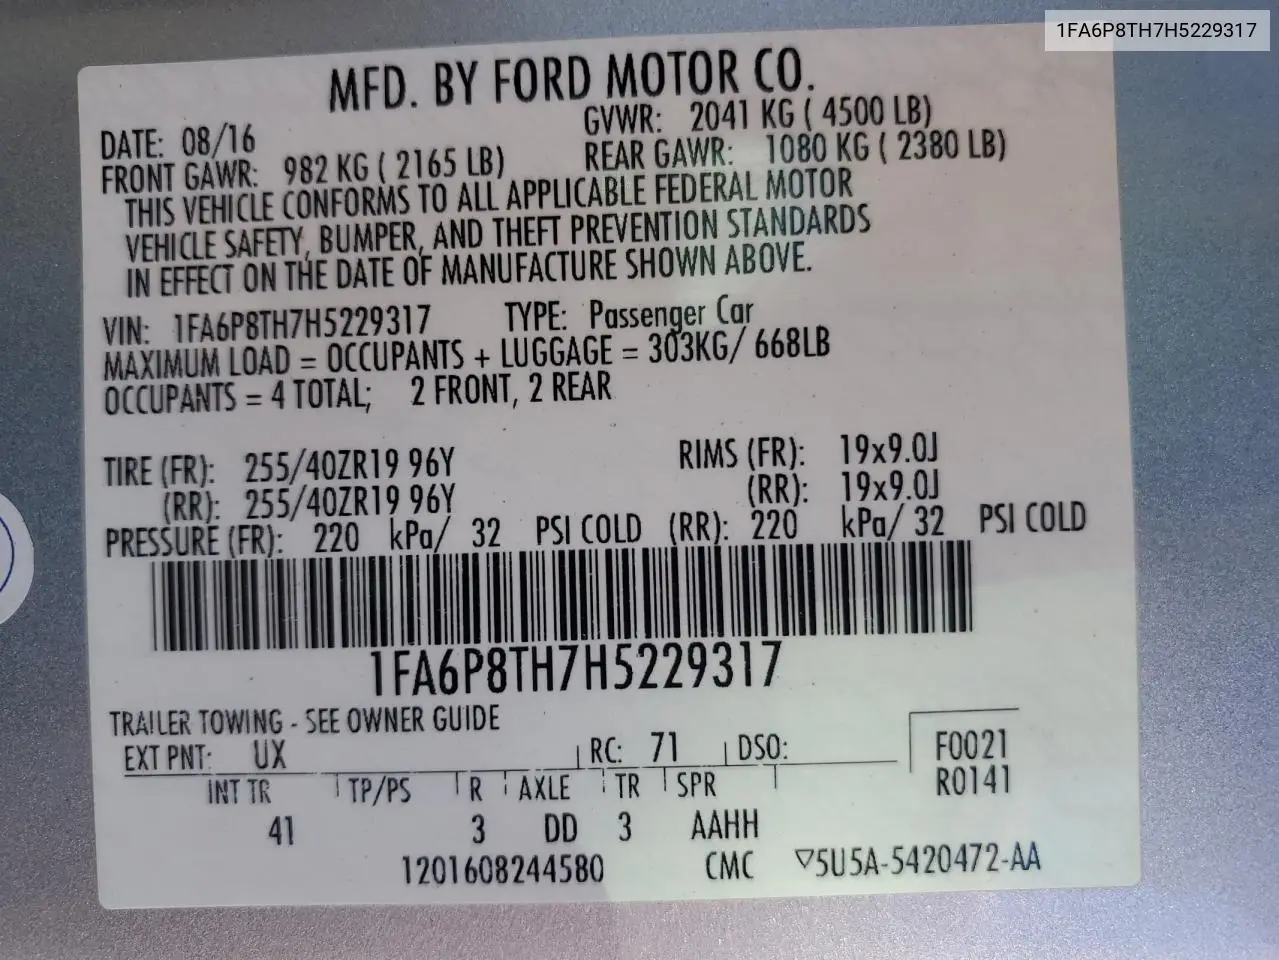 1FA6P8TH7H5229317
MFD. BY FORD MOTOR CO.
DATE: 08/16 GVWR: 2041 KG ( 4500 LB)
FRONT GAWR: 982 KG ( 2165 LB) REAR GAWR: 1080 KG ( 2380 LB)
THIS VEHICLE CONFORMS TO ALL APPLICABLE FEDERAL MOTOR
VEHICLE SAFETY, BUMPER, AND THEFT PREVENTION STANDARDS
IN EFFECT ON THE DATE OF MANUFACTURE SHOWN ABOVE.
VIN: 1FA6P8TH7H5229317 TYPE: Passenger Car
MAXIMUM LOAD = OCCUPANTS + LUGGAGE = 303KG/ 668LB
OCCUPANTS = 4 TOTAL; 2 FRONT, 2 REAR
TIRE (FR): 255/40ZR19 96Y RIMS (FR): 19x9.0J
(RR): 255/40ZR19 96Y (RR): 19x9.0J
PRESSURE (FR): 220 kPa/ 32 PSI COLD (RR): 220 kPa/ 32 PSI COLD
1FA6P8TH7H5229317
TRAILER TOWING - SEE OWNER GUIDE
EXT PNT: UX RC: 71 DSO: F0021
INT TR TP/PS R AXLE TR SPR R0141
41 3 DD 3 AAHH
1201608244580 CMC ▽5U5A-5420472-AA